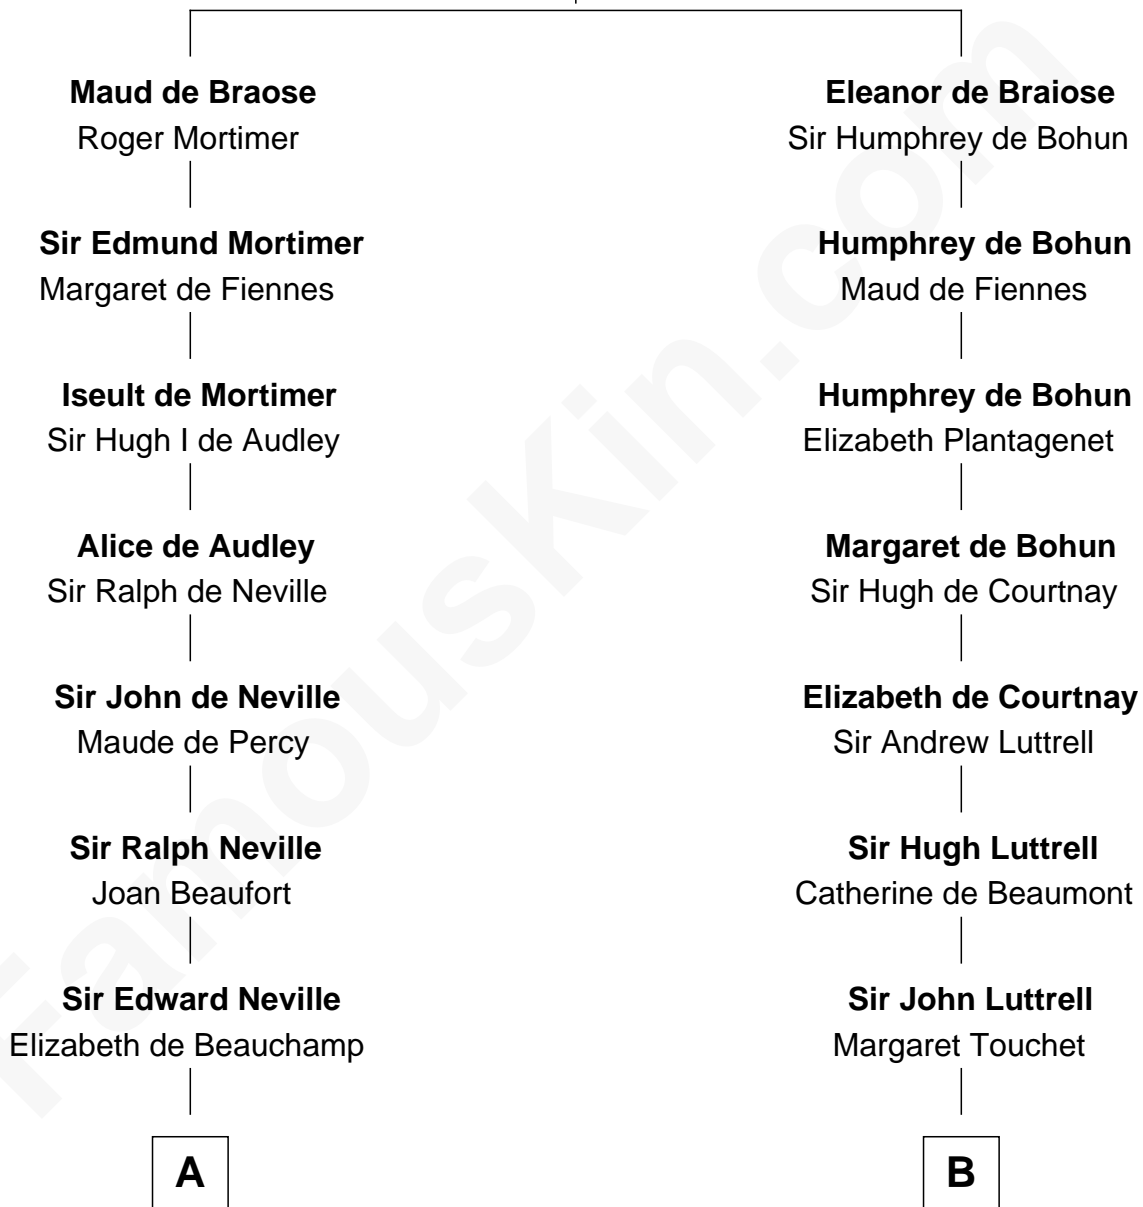 Maud de Braose
Roger Mortimer
Sir Edmund Mortimer
Margaret de Fiennes
Iseult de Mortimer
Sir Hugh I de Audley
Alice de Audley
Sir Ralph de Neville
Sir John de Neville
Maude de Percy
Sir Ralph Neville
Joan Beaufort
Sir Edward Neville
Elizabeth de Beauchamp
A
Eleanor de Braiose
Sir Humphrey de Bohun
Humphrey de Bohun
Maud de Fiennes
Humphrey de Bohun
Elizabeth Plantagenet
Margaret de Bohun
Sir Hugh de Courtnay
Elizabeth de Courtnay
Sir Andrew Luttrell
Sir Hugh Luttrell
Catherine de Beaumont
Sir John Luttrell
Margaret Touchet
B
FamousKin.com